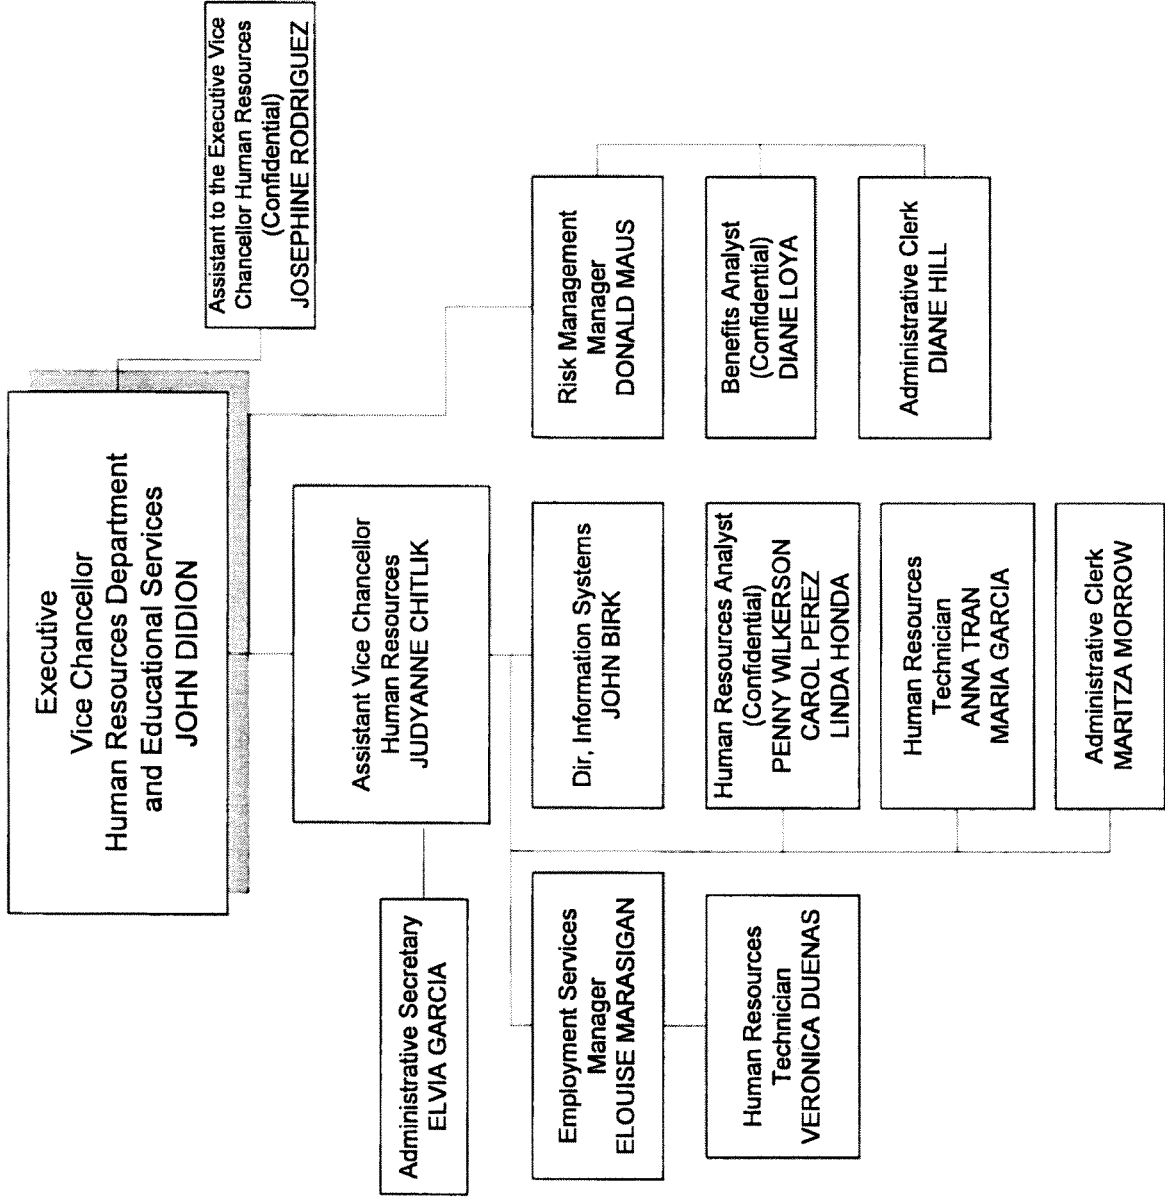 Executive
Vice Chancellor
Human Resources Department
and Educational Services
JOHN DIDION
Assistant to the Executive Vice
Chancellor Human Resources
(Confidential)
JOSEPHINE RODRIGUEZ
Assistant Vice Chancellor
Human Resources
JUDYANNE CHITLIK
Administrative Secretary
ELVIA GARCIA
Employment Services
Manager
ELOUISE MARASIGAN
Human Resources
Technician
VERONICA DUENAS
Dir, Information Systems
JOHN BIRK
Human Resources Analyst
(Confidential)
PENNY WILKERSON
CAROL PEREZ
LINDA HONDA
Human Resources
Technician
ANNA TRAN
MARIA GARCIA
Administrative Clerk
MARITZA MORROW
Risk Management
Manager
DONALD MAUS
Benefits Analyst
(Confidential)
DIANE LOYA
Administrative Clerk
DIANE HILL